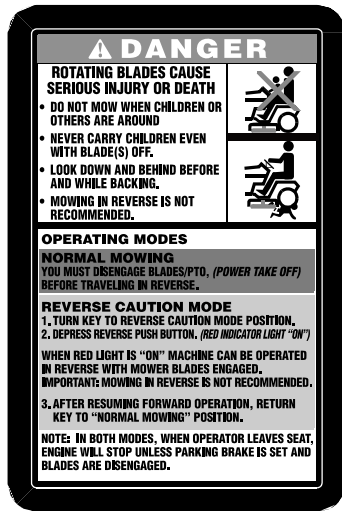 DANGER
ROTATING BLADES CAUSE
SERIOUS INJURY OR DEATH
• DO NOT MOW WHEN CHILDREN OR
OTHERS ARE AROUND
• NEVER CARRY CHILDREN EVEN
WITH BLADE(S) OFF.
• LOOK DOWN AND BEHIND BEFORE
AND WHILE BACKING.
• MOWING IN REVERSE IS NOT
RECOMMENDED.
OPERATING MODES
NORMAL MOWING
YOU MUST DISENGAGE BLADES/PTO, (POWER TAKE OFF)
BEFORE TRAVELING IN REVERSE.
REVERSE CAUTION MODE
1. TURN KEY TO REVERSE CAUTION MODE POSITION.
2. DEPRESS REVERSE PUSH BUTTON. (RED INDICATOR LIGHT "ON")
WHEN RED LIGHT IS "ON" MACHINE CAN BE OPERATED
IN REVERSE WITH MOWER BLADES ENGAGED.
IMPORTANT: MOWING IN REVERSE IS NOT RECOMMENDED.
3. AFTER RESUMING FORWARD OPERATION, RETURN
KEY TO "NORMAL MOWING" POSITION.
NOTE: IN BOTH MODES, WHEN OPERATOR LEAVES SEAT,
ENGINE WILL STOP UNLESS PARKING BRAKE IS SET AND
BLADES ARE DISENGAGED.